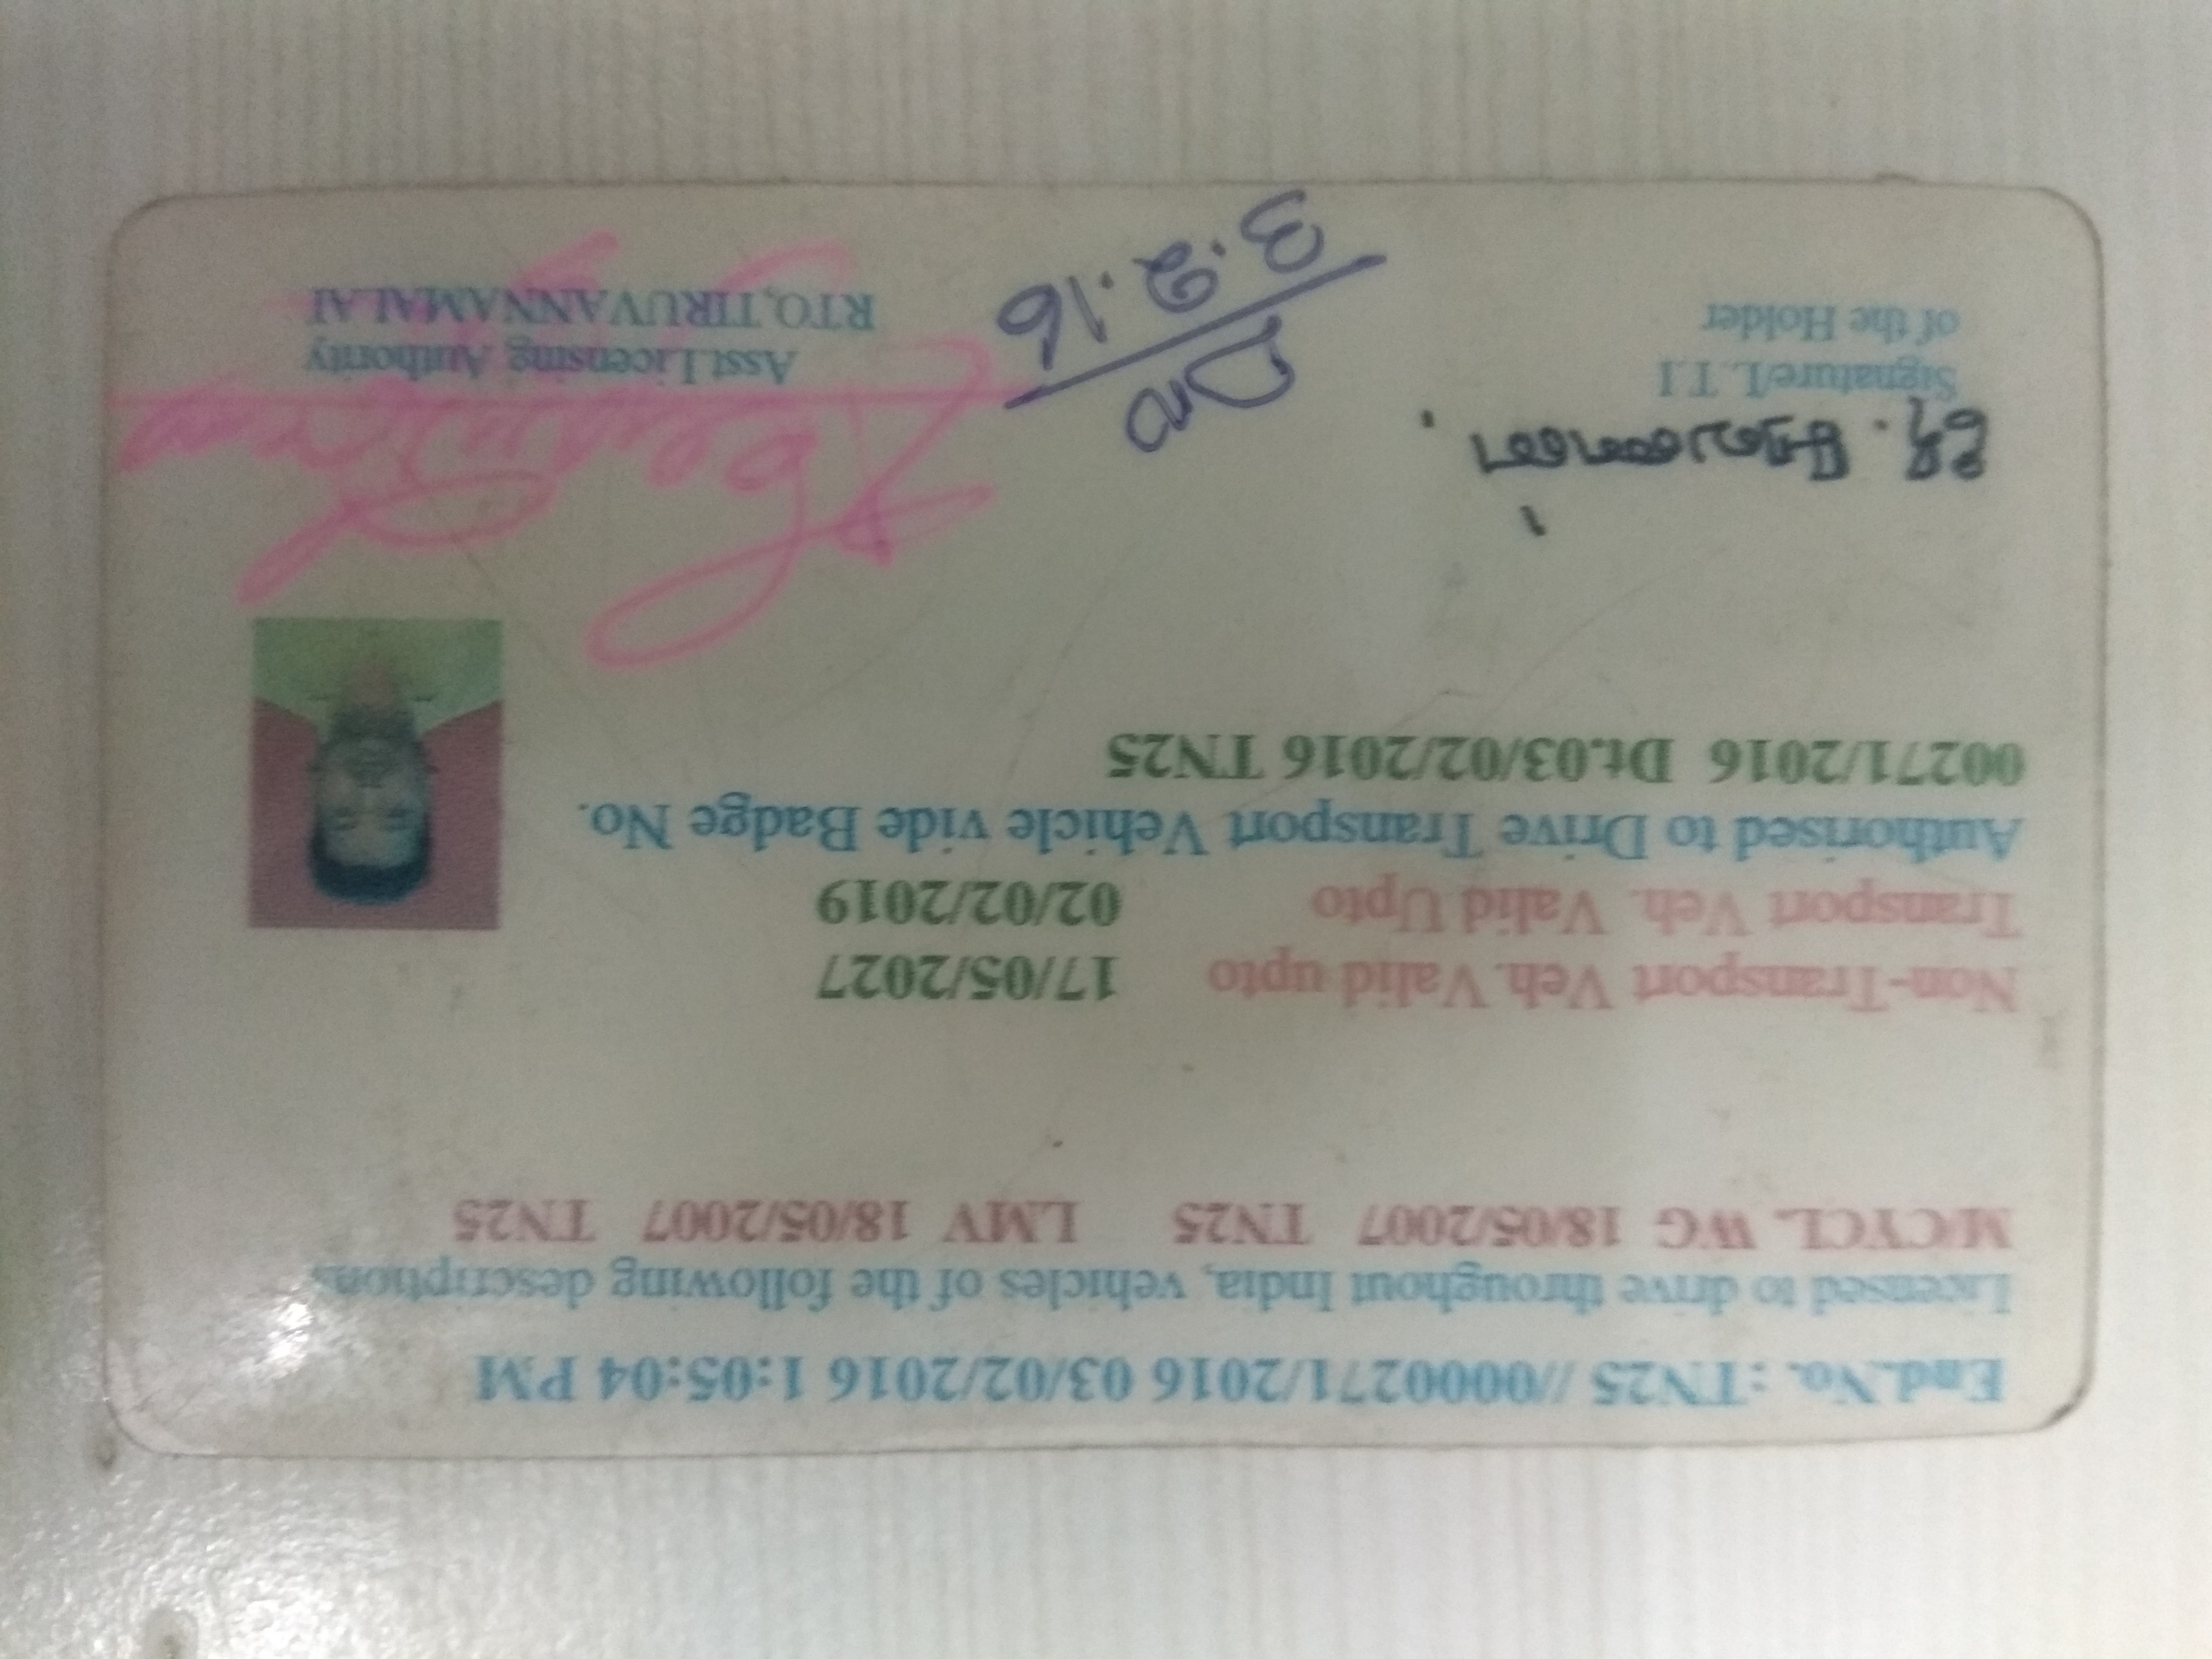 End.No. :TN25 //0000271/2016 03/02/2016 1:05:04 PM
Licensed to drive throughout India, vehicles of the following descriptions
M/CYCL. WG 18/05/2007 TN25 LMV 18/05/2007 TN25
Non-Transport Veh. Valid upto 17/05/2027
Transport Veh. Valid Upto 02/02/2019
Authorised to Drive Transport Vehicle vide Badge No.
00271/2016 Dt.03/02/2016 TN25
Signature/L.T.I
of the Holder
3.2.16
Asst.Licensing Authority
RTO,TIRUVANNAMALAI